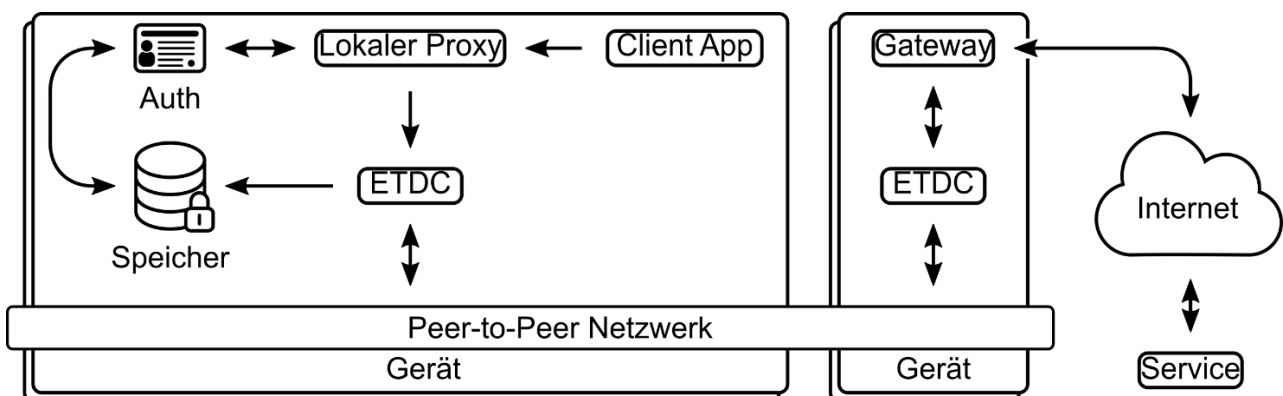 Lokaler Proxy
Client App
Gateway
Auth
ETDC
ETDC
Internet
Speicher
Peer-to-Peer Netzwerk
Gerät
Gerät
Service